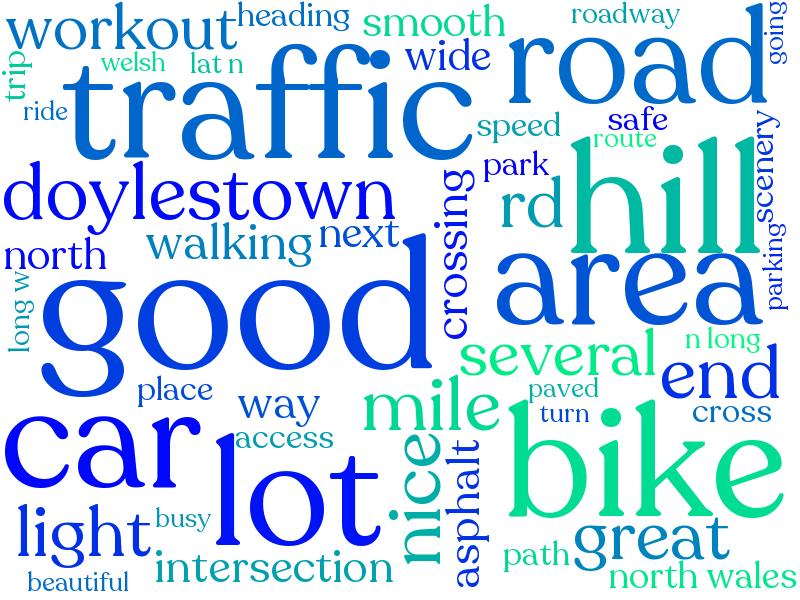 workout
heading
smooth
roadway
going
trip
welsh
lat n
wide
road
traffic
ride
speed
safe
route
scenery
park
hill
doylestown
rd
crossing
north
walking
next
area
parking
long w
good
several
n long
end
place
way
mile
paved
turn
cross
car
access
lot
nice
asphalt
bike
light
busy
great
intersection
path
beautiful
north wales